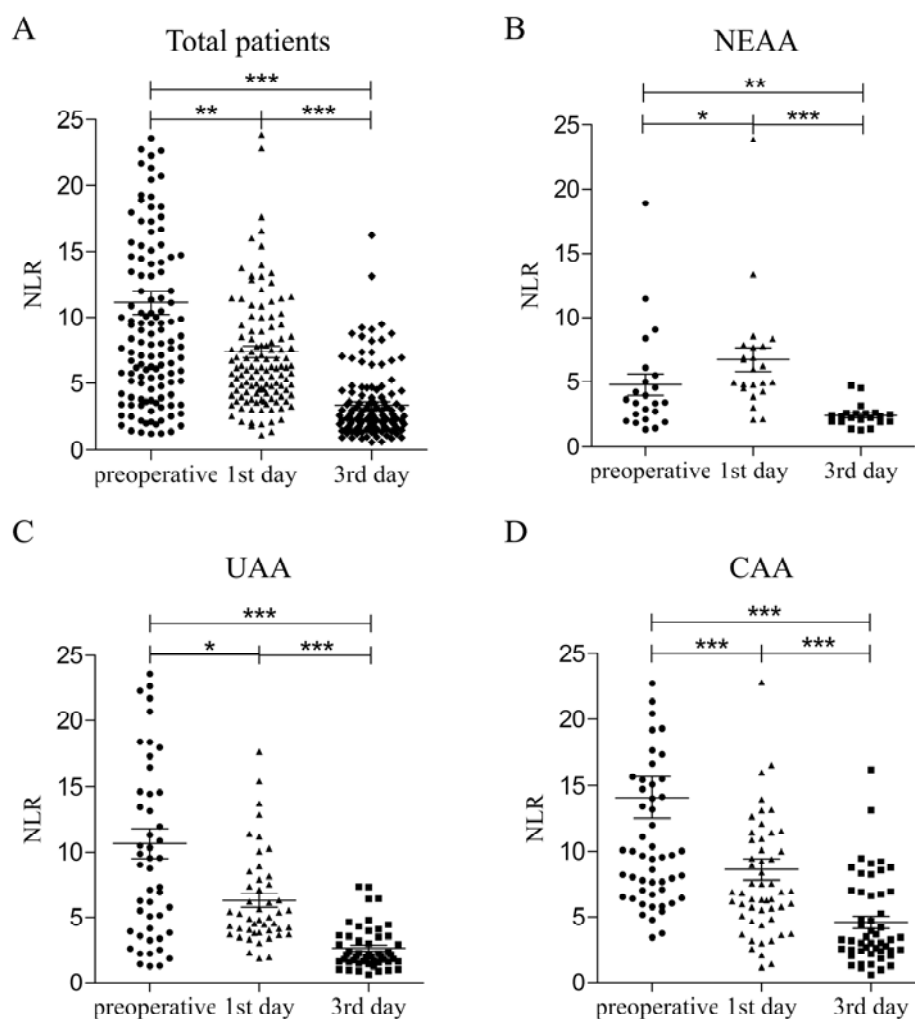 A
Total patients
***
** ***
25
20
15
10
5
0
NLR
preoperative 1st day 3rd day
B
NEAA
**
* ***
25
20
15
10
5
0
NLR
preoperative 1st day 3rd day
C
UAA
***
* ***
25
20
15
10
5
0
NLR
preoperative 1st day 3rd day
D
CAA
***
*** ***
25
20
15
10
5
0
NLR
preoperative 1st day 3rd day